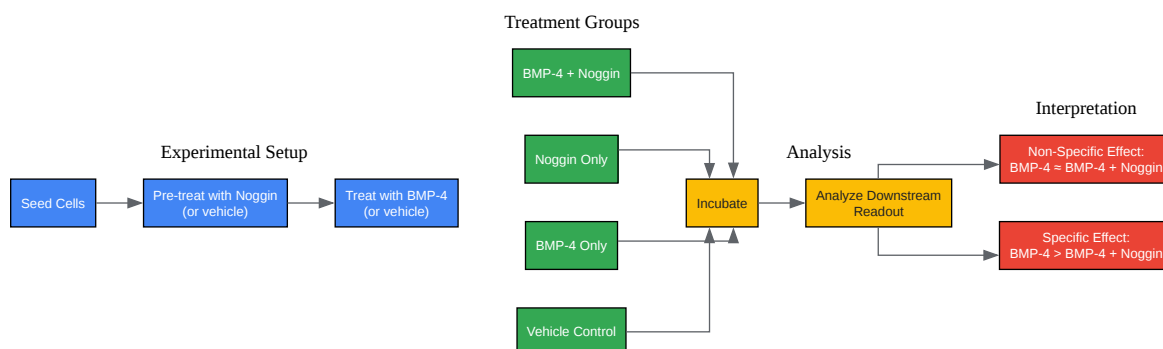 Experimental Setup
Seed Cells
Pre-treat with Noggin
(or vehicle)
Treat with BMP-4
(or vehicle)
Treatment Groups
BMP-4 + Noggin
Noggin Only
BMP-4 Only
Vehicle Control
Incubate
Analysis
Analyze Downstream
Readout
Interpretation
Non-Specific Effect:
BMP-4 ≈ BMP-4 + Noggin
Specific Effect:
BMP-4 > BMP-4 + Noggin